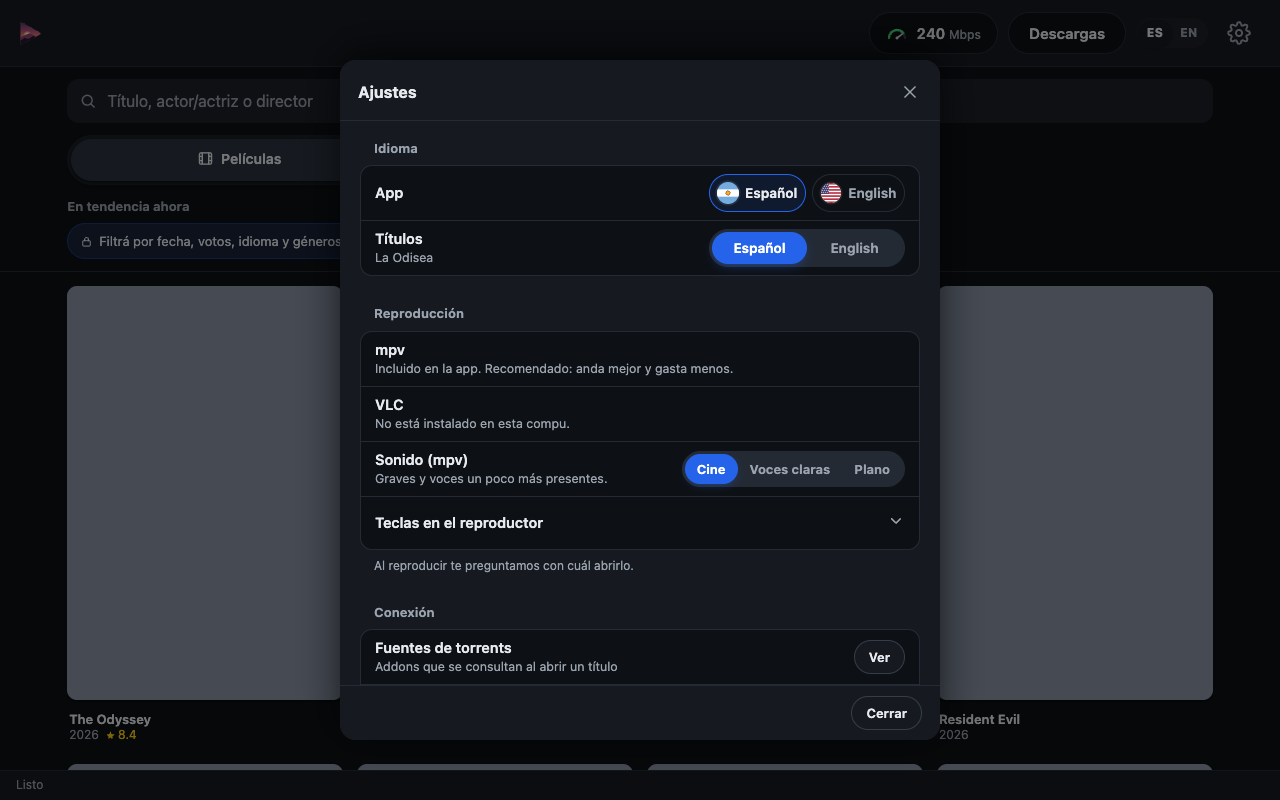 240 Mbps
Descargas
ES EN
Título, actor/actriz o director
Películas
En tendencia ahora
Filtrá por fecha, votos, idioma y géneros
Ajustes
Idioma
App
Español
English
Títulos
La Odisea
Español
English
Reproducción
mpv
Incluido en la app. Recomendado: anda mejor y gasta menos.
VLC
No está instalado en esta compu.
Sonido (mpv)
Graves y voces un poco más presentes.
Cine
Voces claras
Plano
Teclas en el reproductor
Al reproducir te preguntamos con cuál abrirlo.
Conexión
Fuentes de torrents
Addons que se consultan al abrir un título
Ver
Cerrar
The Odyssey
2026 ★ 8.4
Resident Evil
2026
Listo